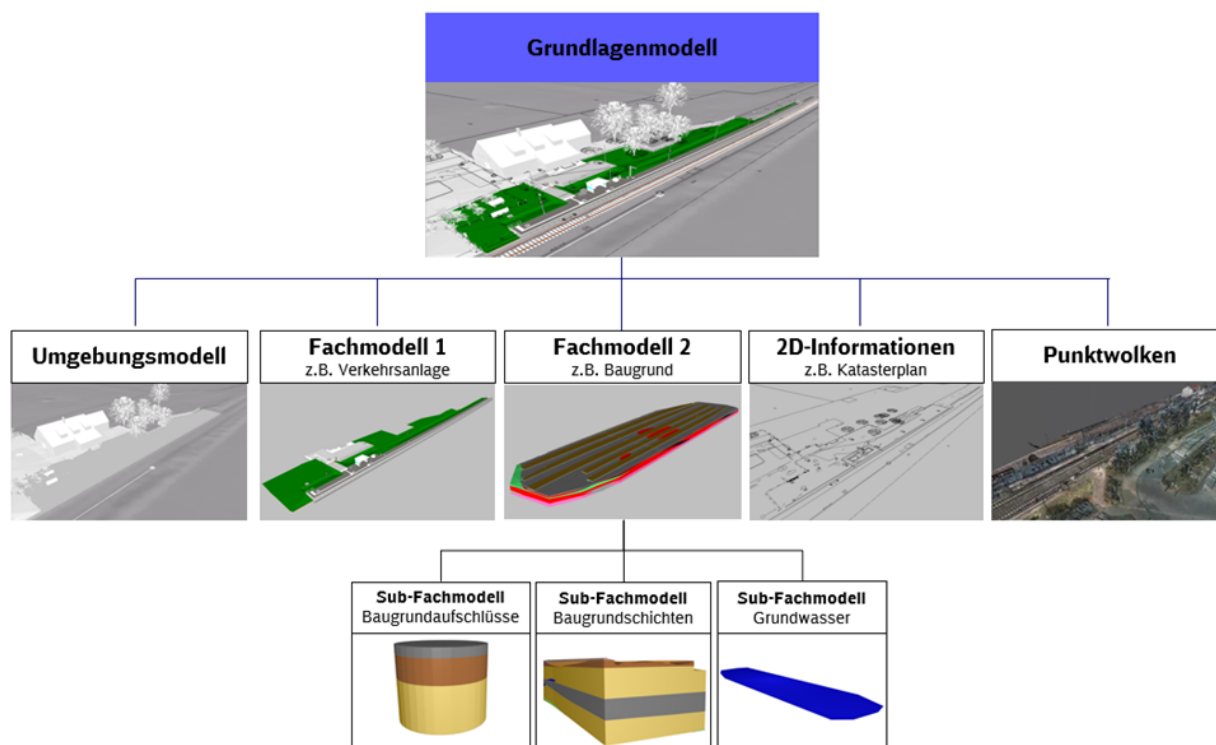 Grundlagenmodell
Umgebungsmodell
Fachmodell 1
z.B. Verkehrsanlage
Fachmodell 2
z.B. Baugrund
2D-Informationen
z.B. Katasterplan
Punktwolken
Sub-Fachmodell
Baugrundaufschlüsse
Sub-Fachmodell
Baugrundschichten
Sub-Fachmodell
Grundwasser